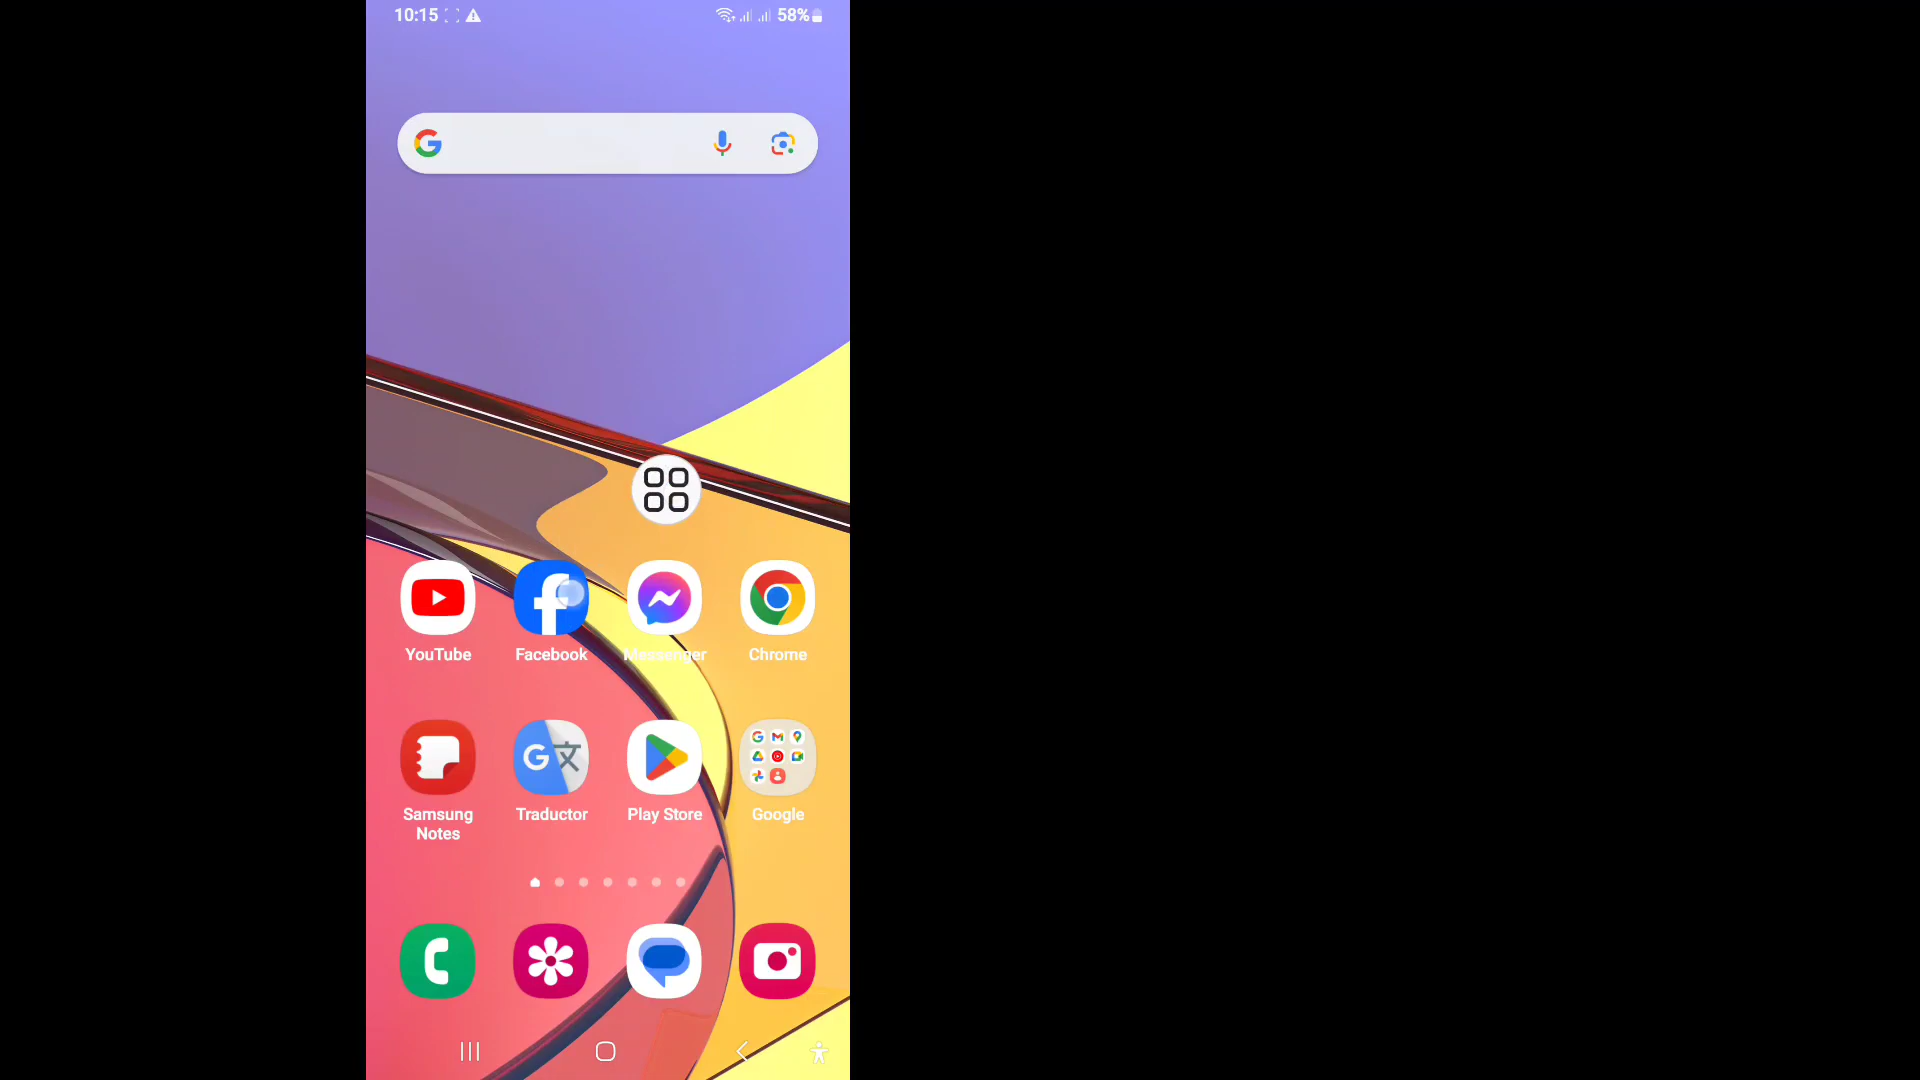 10:15
58%
YouTube
Facebook
Messenger
Chrome
Samsung
Notes
Traductor
Play Store
Google